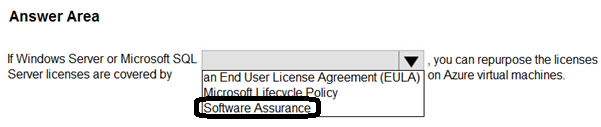 Answer Area
If Windows Server or Microsoft SQL Server licenses are covered by
an End User License Agreement (EULA)
Microsoft Lifecycle Policy
Software Assurance
, you can repurpose the licenses on Azure virtual machines.